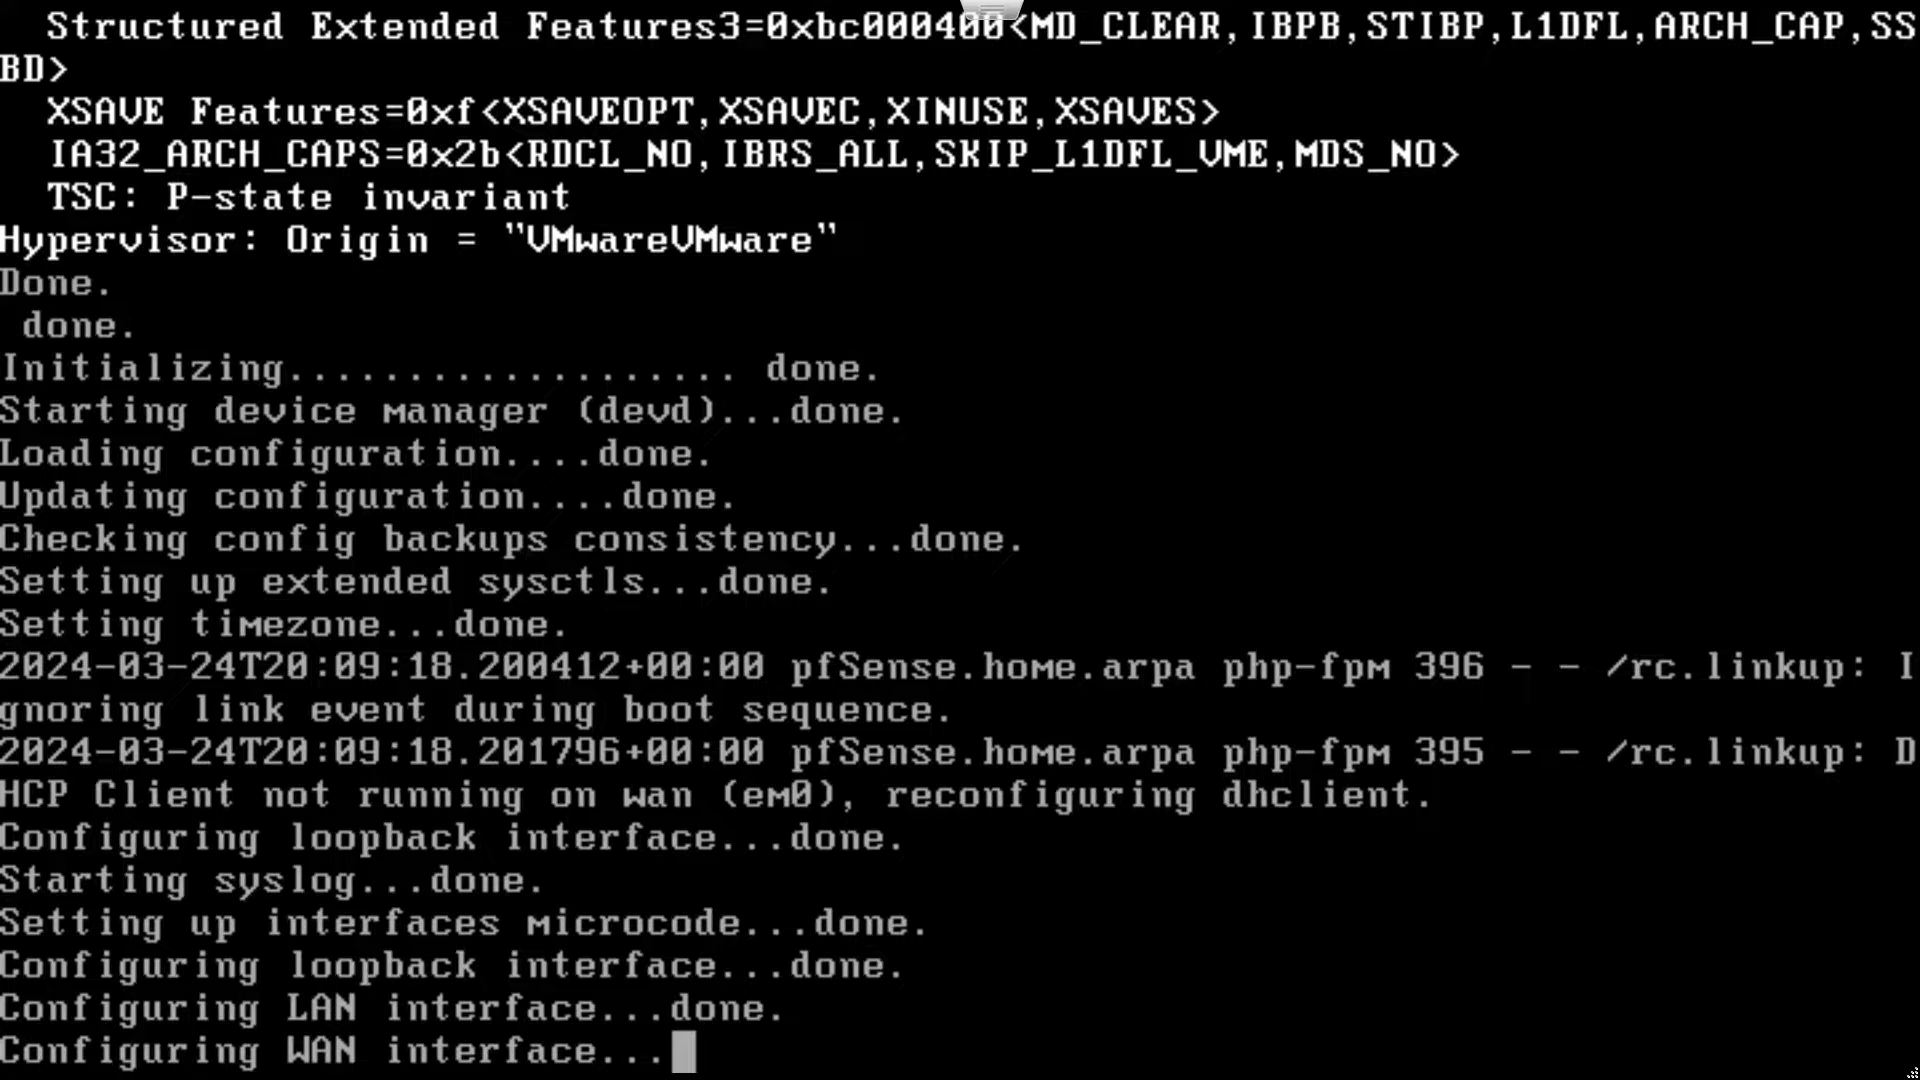 Structured Extended Features3=0xbc000400<MD_CLEAR,IBPB,STIBP,L1DFL,ARCH_CAP,SS
BD>
XSAVE Features=0xf<XSAVEOPT,XSAVEC,XINUSE,XSAVES>
IA32_ARCH_CAPS=0x2b<RDCL_NO,IBRS_ALL,SKIP_L1DFL_VME,MDS_NO>
TSC: P-state invariant
Hypervisor: Origin = "VMwareVMware"
Done.
done.
Initializing................... done.
Starting device manager (devd)...done.
Loading configuration....done.
Updating configuration....done.
Checking config backups consistency...done.
Setting up extended sysctls...done.
Setting timezone...done.
2024-03-24T20:09:18.200412+00:00 pfSense.home.arpa php-fpm 396 - - /rc.linkup: I
gnoring link event during boot sequence.
2024-03-24T20:09:18.201796+00:00 pfSense.home.arpa php-fpm 395 - - /rc.linkup: D
HCP Client not running on wan (em0), reconfiguring dhclient.
Configuring loopback interface...done.
Starting syslog...done.
Setting up interfaces microcode...done.
Configuring loopback interface...done.
Configuring LAN interface...done.
Configuring WAN interface...